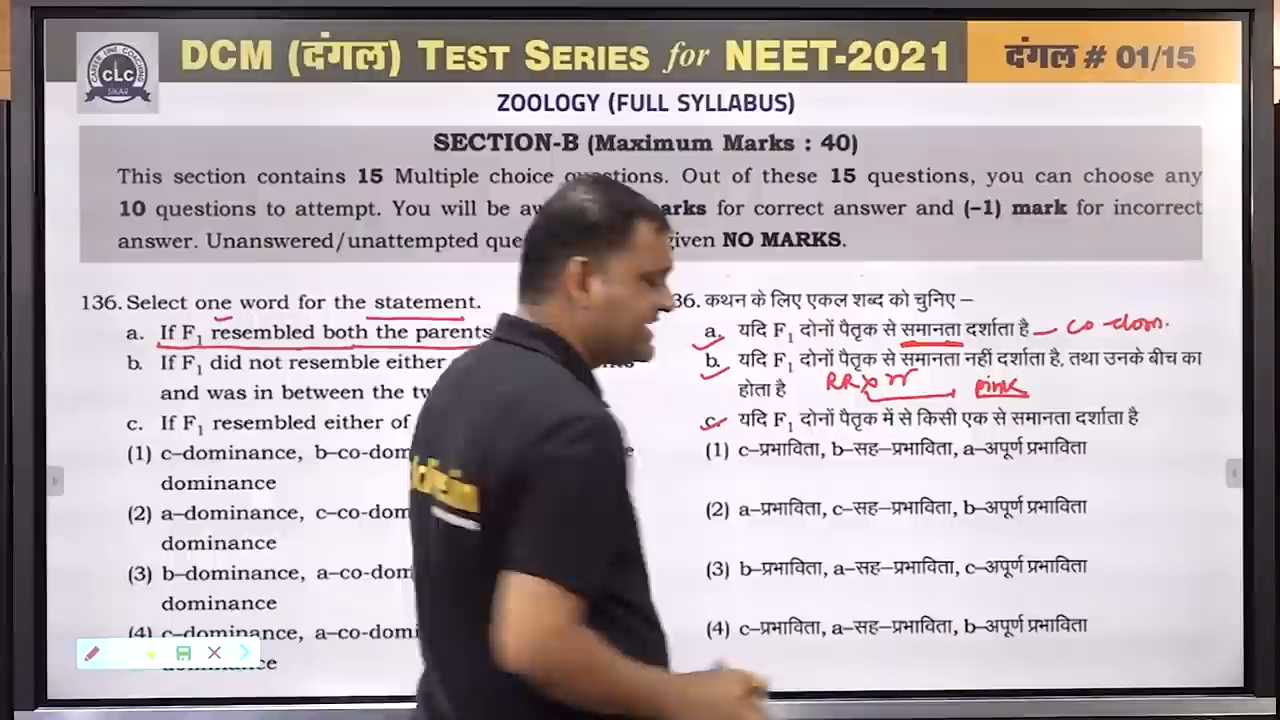 DCM (दंगल) TEST SERIES for NEET-2021
दंगल # 01/15
CAREER LINE COACHING
CLC
SIKAR
ZOOLOGY (FULL SYLLABUS)
SECTION-B (Maximum Marks : 40)
This section contains 15 Multiple choice questions. Out of these 15 questions, you can choose any
10 questions to attempt. You will be aw arks for correct answer and (–1) mark for incorrect
answer. Unanswered/unattempted que given NO MARKS.
136. Select one word for the statement.
a. If F1 resembled both the parents
b. If F1 did not resemble either
and was in between the tw
c. If F1 resembled either of
(1) c–dominance, b–co–dom
dominance
(2) a–dominance, c–co–dom
dominance
(3) b–dominance, a–co–dom
dominance
(4) c–dominance, a–co–domi
dominance
36. कथन के लिए एकल शब्द को चुनिए –
a. यदि F1 दोनों पैतृक से समानता दर्शाता है – co-dom.
b. यदि F1 दोनों पैतृक से समानता नहीं दर्शाता है, तथा उनके बीच का
होता है RR x rr pink
c. यदि F1 दोनों पैतृक में से किसी एक से समानता दर्शाता है
(1) c–प्रभाविता, b–सह–प्रभाविता, a–अपूर्ण प्रभाविता
(2) a–प्रभाविता, c–सह–प्रभाविता, b–अपूर्ण प्रभाविता
(3) b–प्रभाविता, a–सह–प्रभाविता, c–अपूर्ण प्रभाविता
(4) c–प्रभाविता, a–सह–प्रभाविता, b–अपूर्ण प्रभाविता